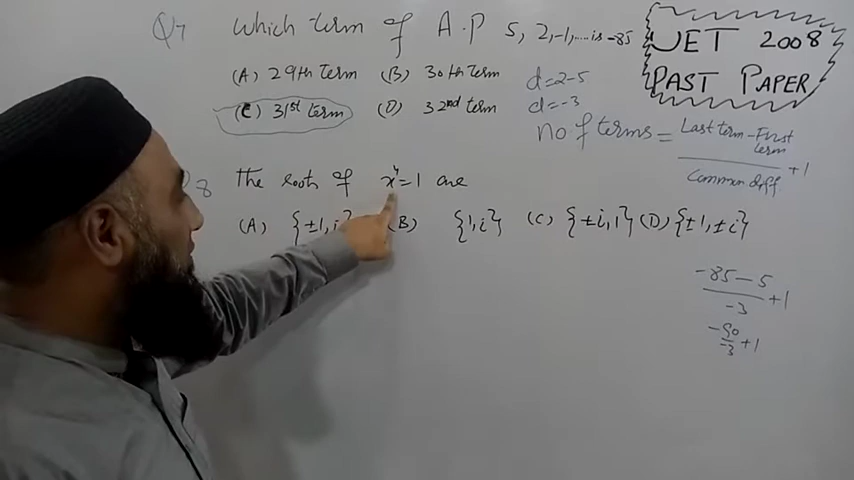 Q7 Which term of A.P 5, 2, -1, .... is -85
(A) 29th term (B) 30th term
(C) 31st term (D) 32nd term
d=2-5
d=-3
UET 2008
PAST PAPER
no of terms = Last term - First term / Common diff + 1
8 The roots of x⁴=1 are
(A) {±1, i} (B) {1, i} (C) {±i, 1} (D) {±1, ±i}
-85-5 / -3 + 1
-90 / -3 + 1